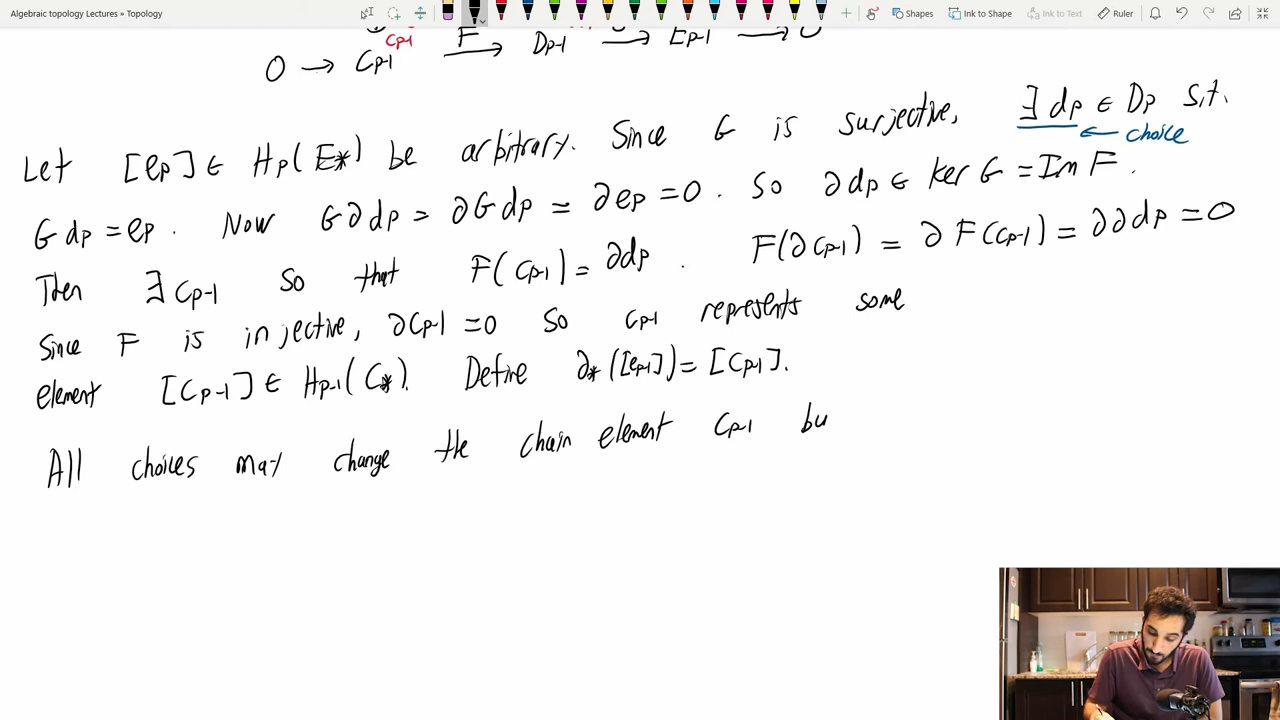 Algebraic topology Lectures » Topology
Shapes Ink to Shape Ink to Text Ruler
0 → Cp-1 Cp-1 F→ Dp-1 → Ep-1 → 0
Let [ep] ∈ Hp(E*) be arbitrary. Since G is surjective, ∃ dp ∈ Dp s.t.
← choice
G dp = ep. Now G∂dp = ∂Gdp = ∂ep = 0. So ∂dp ∈ ker G = Im F.
Then ∃ Cp-1 so that F(Cp-1) = ∂dp. F(∂Cp-1) = ∂F(Cp-1) = ∂∂dp = 0
Since F is injective, ∂Cp-1 = 0 so Cp-1 represents some
element [Cp-1] ∈ Hp-1(C*). Define ∂*([ep-1]) = [Cp-1].
All choices may change the chain element Cp-1 bu